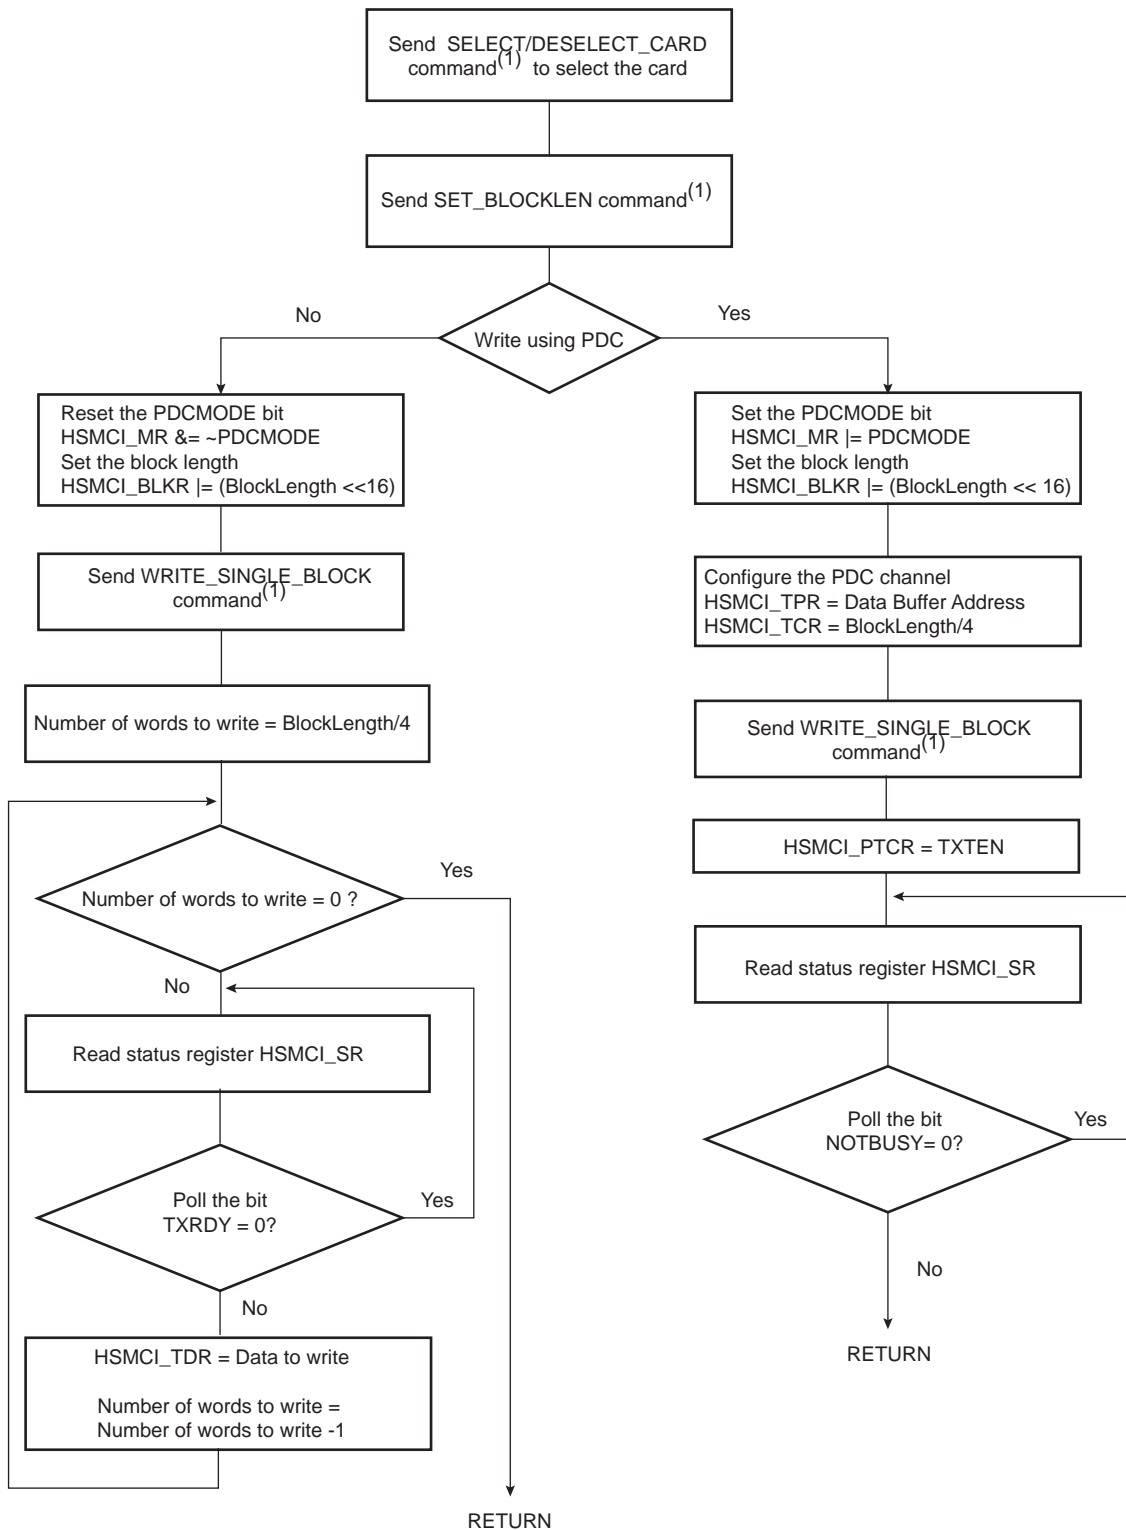 Send SELECT/DESELECT_CARD
command(1) to select the card
Send SET_BLOCKLEN command(1)
Write using PDC
No
Yes
Reset the PDCMODE bit
HSMCI_MR &= ~PDCMODE
Set the block length
HSMCI_BLKR |= (BlockLength <<16)
Send WRITE_SINGLE_BLOCK
command(1)
Number of words to write = BlockLength/4
Number of words to write = 0 ?
Yes
No
Read status register HSMCI_SR
Poll the bit
TXRDY = 0?
Yes
No
HSMCI_TDR = Data to write
Number of words to write =
Number of words to write -1
RETURN
Set the PDCMODE bit
HSMCI_MR |= PDCMODE
Set the block length
HSMCI_BLKR |= (BlockLength << 16)
Configure the PDC channel
HSMCI_TPR = Data Buffer Address
HSMCI_TCR = BlockLength/4
Send WRITE_SINGLE_BLOCK
command(1)
HSMCI_PTCR = TXTEN
Read status register HSMCI_SR
Poll the bit
NOTBUSY= 0?
Yes
No
RETURN